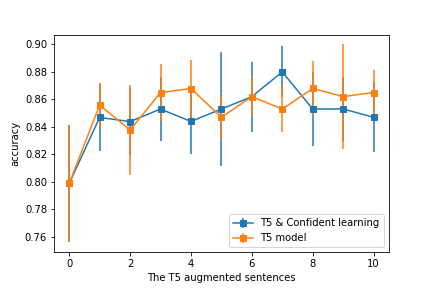 0.90
0.88
0.86
0.84
0.82
0.80
0.78
0.76
accuracy
0 2 4 6 8 10
The T5 augmented sentences
T5 & Confident learning
T5 model